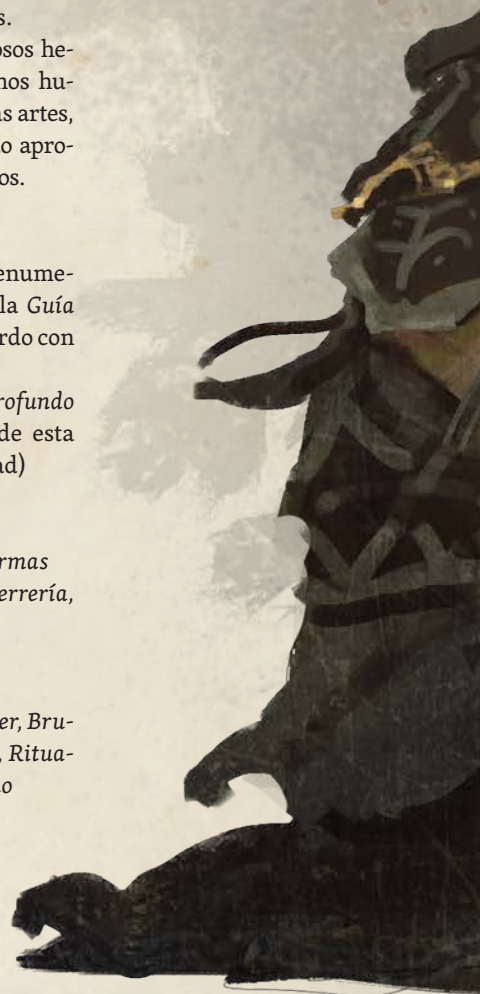 s.
osos he-
nos hu-
as artes,
o apro-
os.
enume-
la Guía
rdo con
rofundo
de esta
ad)
rmas
errería,
er, Bru-
, Ritua-
o